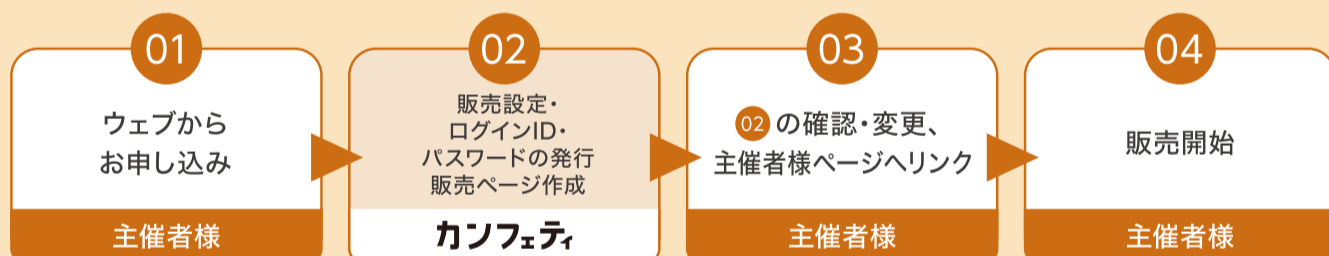 01
ウェブから
お申し込み
主催者様
02
販売設定・
ログインID・
パスワードの発行
販売ページ作成
カンフェティ
03
02 の確認・変更、
主催者様ページへリンク
主催者様
04
販売開始
主催者様